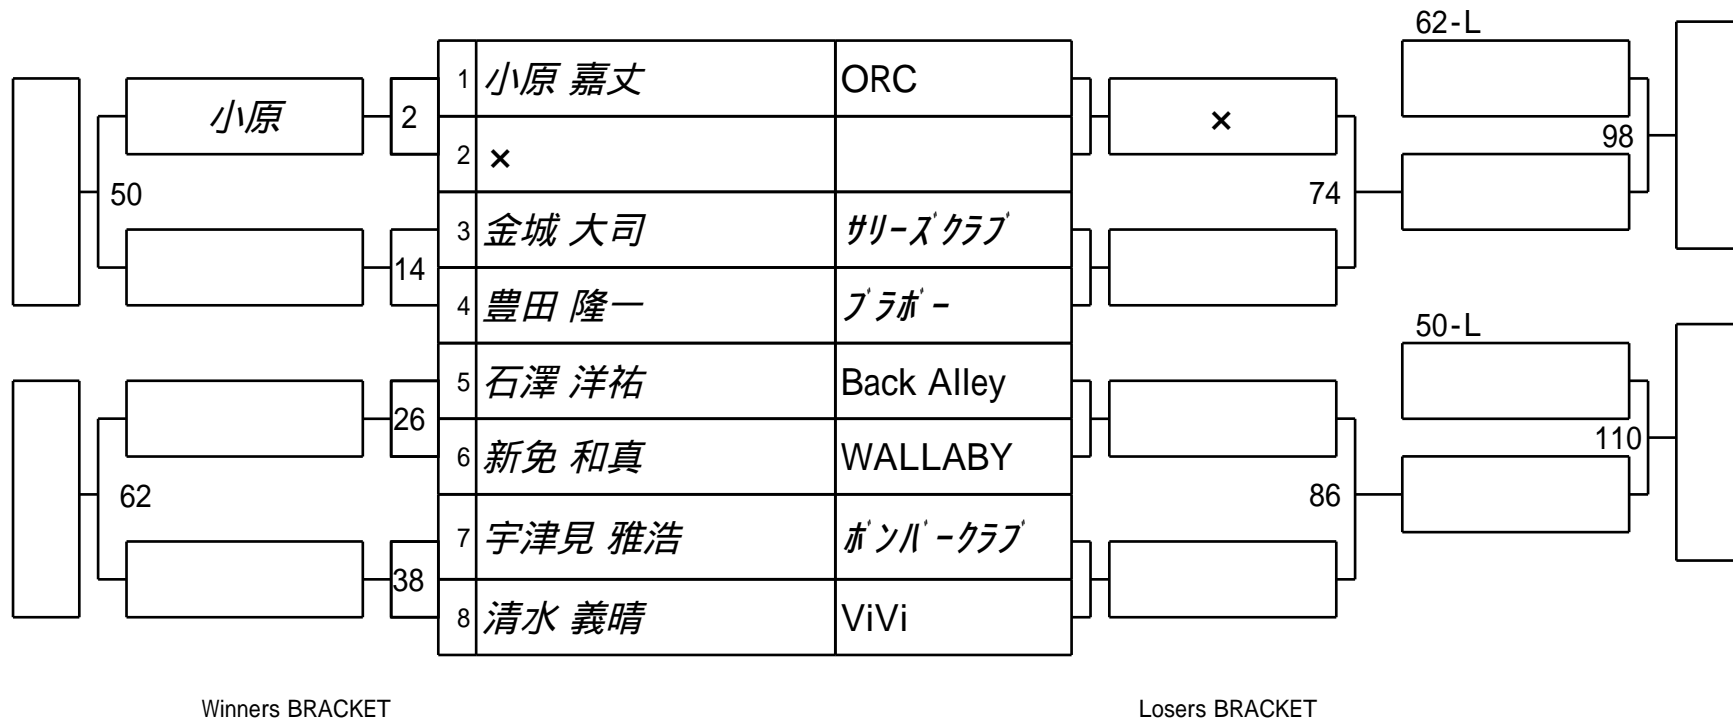 62-L
1 小原 嘉丈 ORC
小原 2 × 98
2 ×
50 74
3 金城 大司 ｻﾘｰｽﾞｸﾗﾌﾞ
14
4 豊田 隆一 ﾌﾞﾗﾎﾞｰ
50-L
5 石澤 洋祐 Back Alley
26 110
6 新免 和真 WALLABY
62 86
7 宇津見 雅浩 ﾎﾞﾝﾊﾞｰｸﾗﾌﾞ
38
8 清水 義晴 ViVi
Winners BRACKET Losers BRACKET